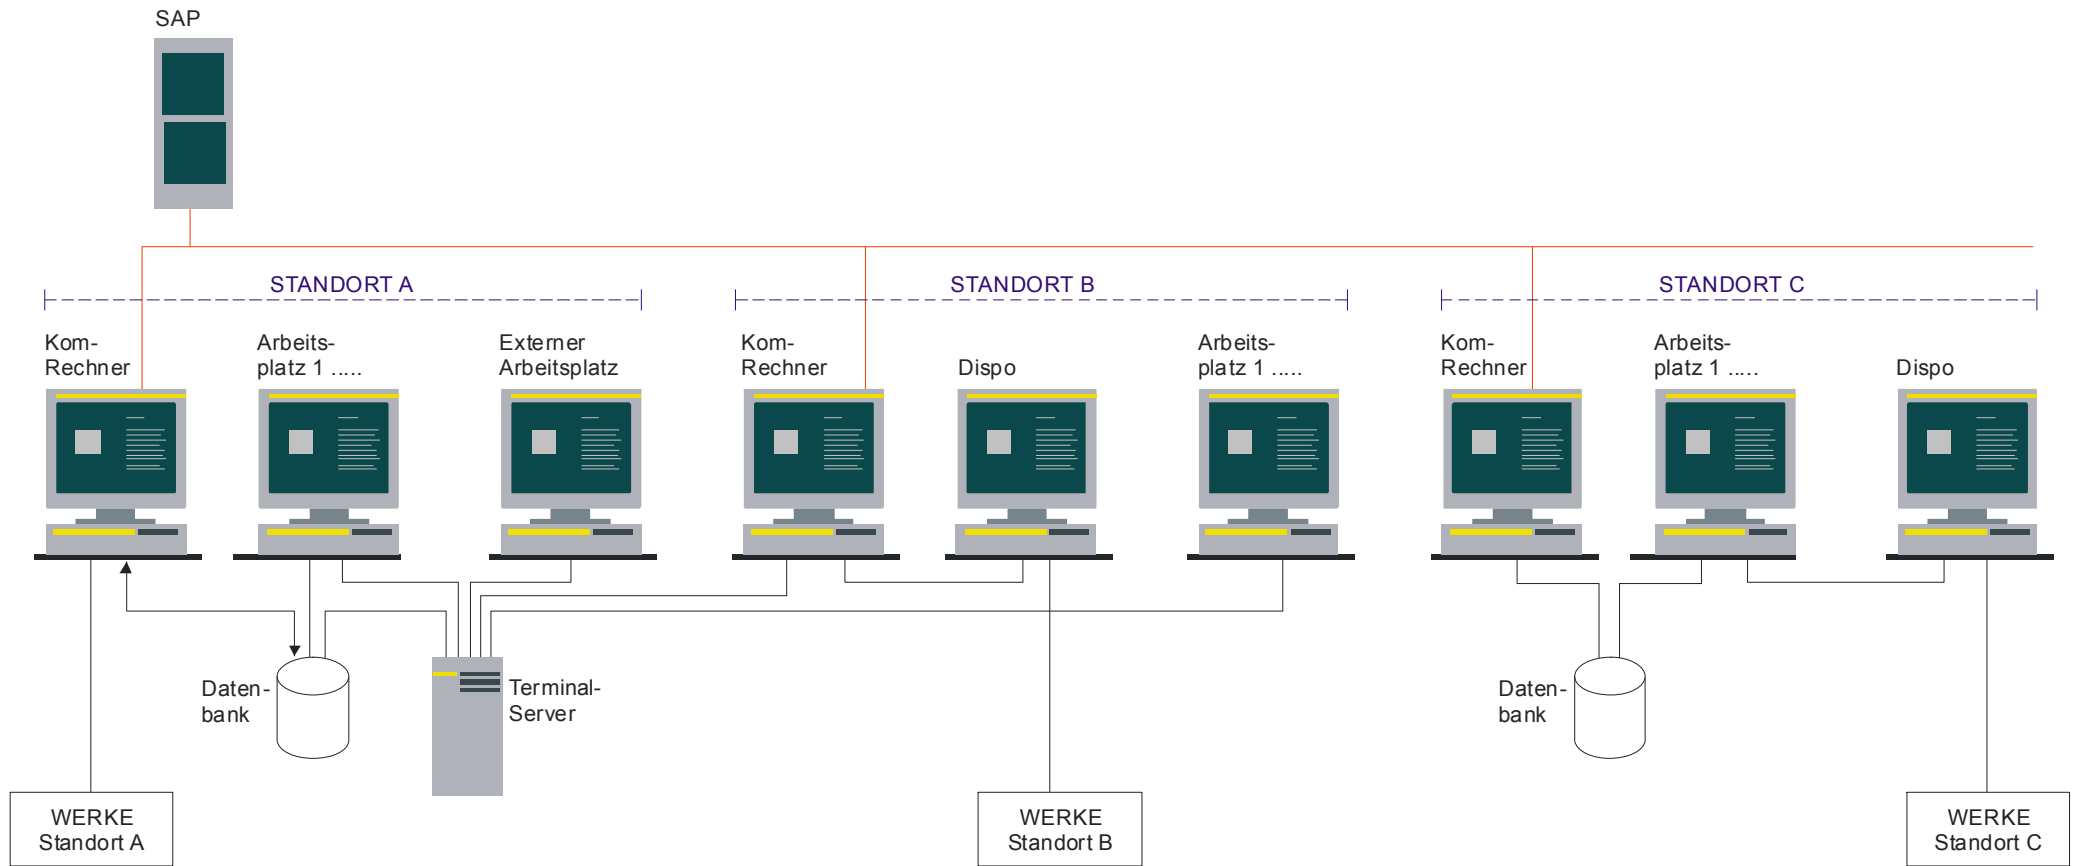 SAP
STANDORT A
STANDORT B
STANDORT C
Kom-
Rechner
Arbeits-
platz 1 .....
Externer
Arbeitsplatz
Kom-
Rechner
Dispo
Arbeits-
platz 1 .....
Kom-
Rechner
Arbeits-
platz 1 .....
Dispo
Daten-
bank
Terminal-
Server
Daten-
bank
WERKE
Standort A
WERKE
Standort B
WERKE
Standort C